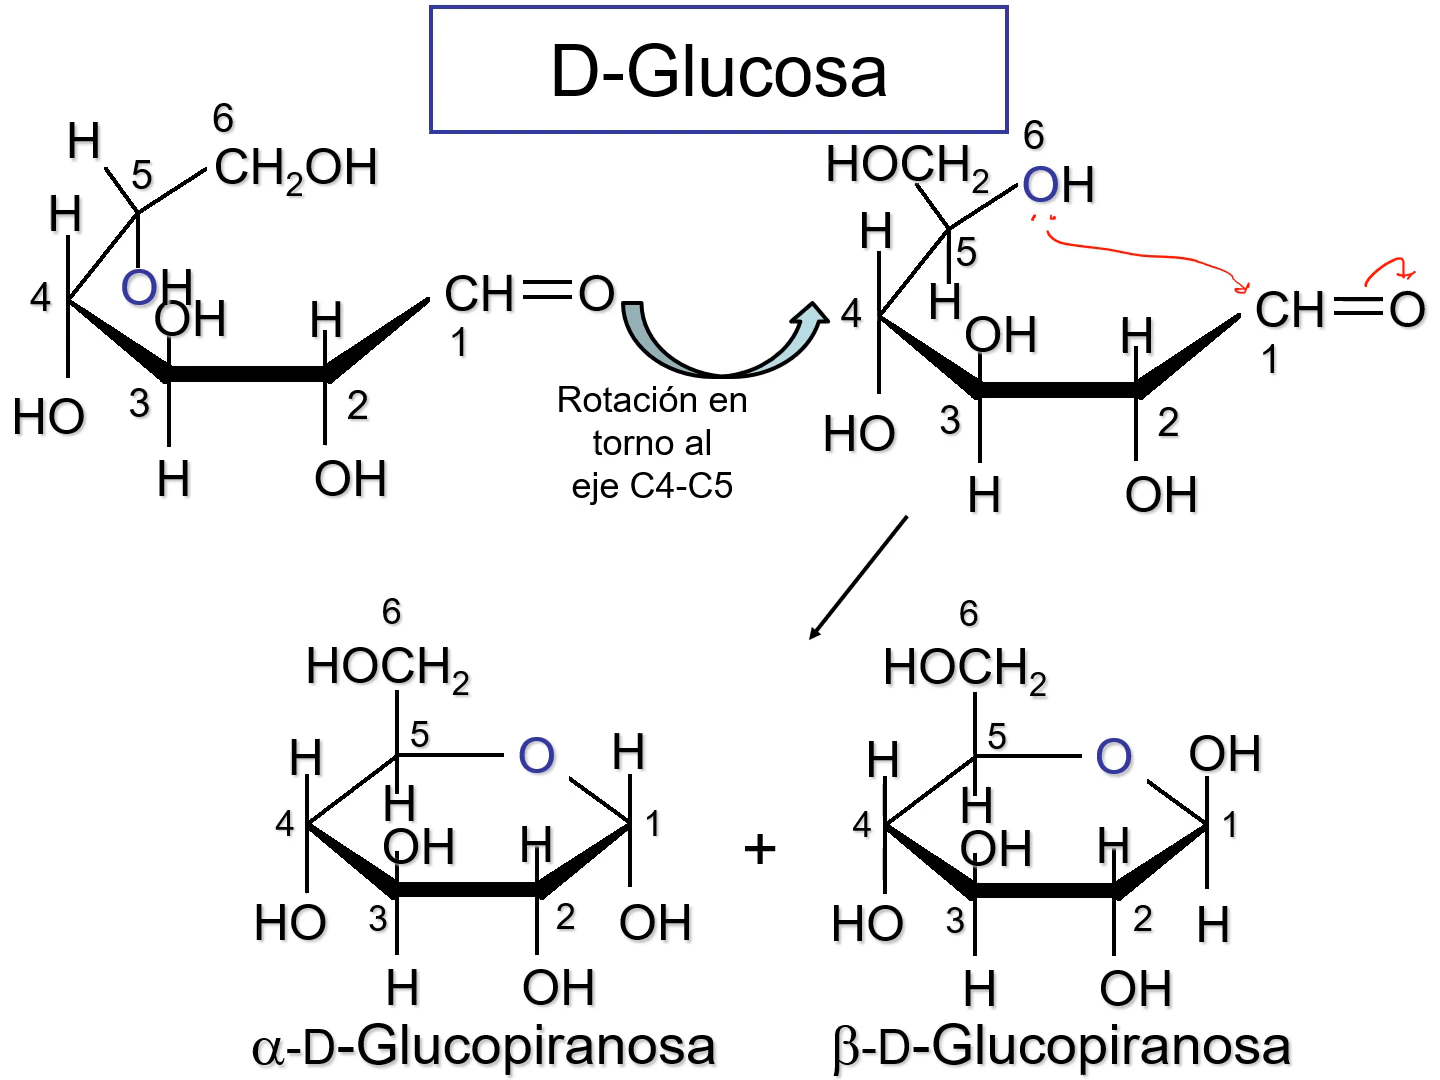 D-Glucosa
6
H
5
CH2OH
H
4
OH
OH
H
CH=O
1
3
2
HO
H
OH
Rotación en
torno al
eje C4-C5
6
HOCH2
OH
H
5
4
H
OH
H
CH=O
1
3
2
HO
H
OH
6
HOCH2
5
O
H
H
H
4
OH
H
1
HO
3
2
OH
H
OH
α-D-Glucopiranosa
+
6
HOCH2
5
O
OH
H
H
4
OH
H
1
HO
3
2
H
H
OH
β-D-Glucopiranosa